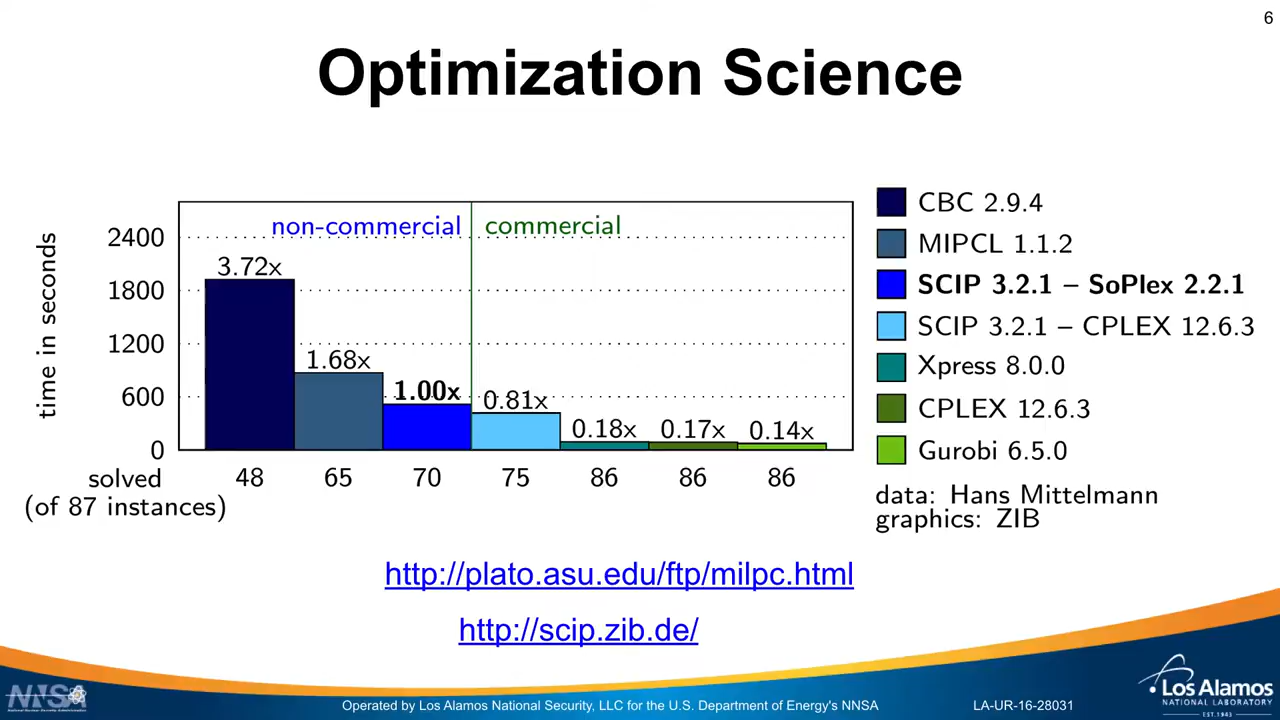 6
Optimization Science
non-commercial commercial
time in seconds
2400
1800
1200
600
0
3.72x
1.68x
1.00x
0.81x
0.18x
0.17x
0.14x
solved 48 65 70 75 86 86 86
(of 87 instances)
CBC 2.9.4
MIPCL 1.1.2
SCIP 3.2.1 – SoPlex 2.2.1
SCIP 3.2.1 – CPLEX 12.6.3
Xpress 8.0.0
CPLEX 12.6.3
Gurobi 6.5.0
data: Hans Mittelmann
graphics: ZIB
http://plato.asu.edu/ftp/milpc.html
http://scip.zib.de/
NNSA
Operated by Los Alamos National Security, LLC for the U.S. Department of Energy's NNSA
LA-UR-16-28031
Los Alamos
NATIONAL LABORATORY
EST. 1943